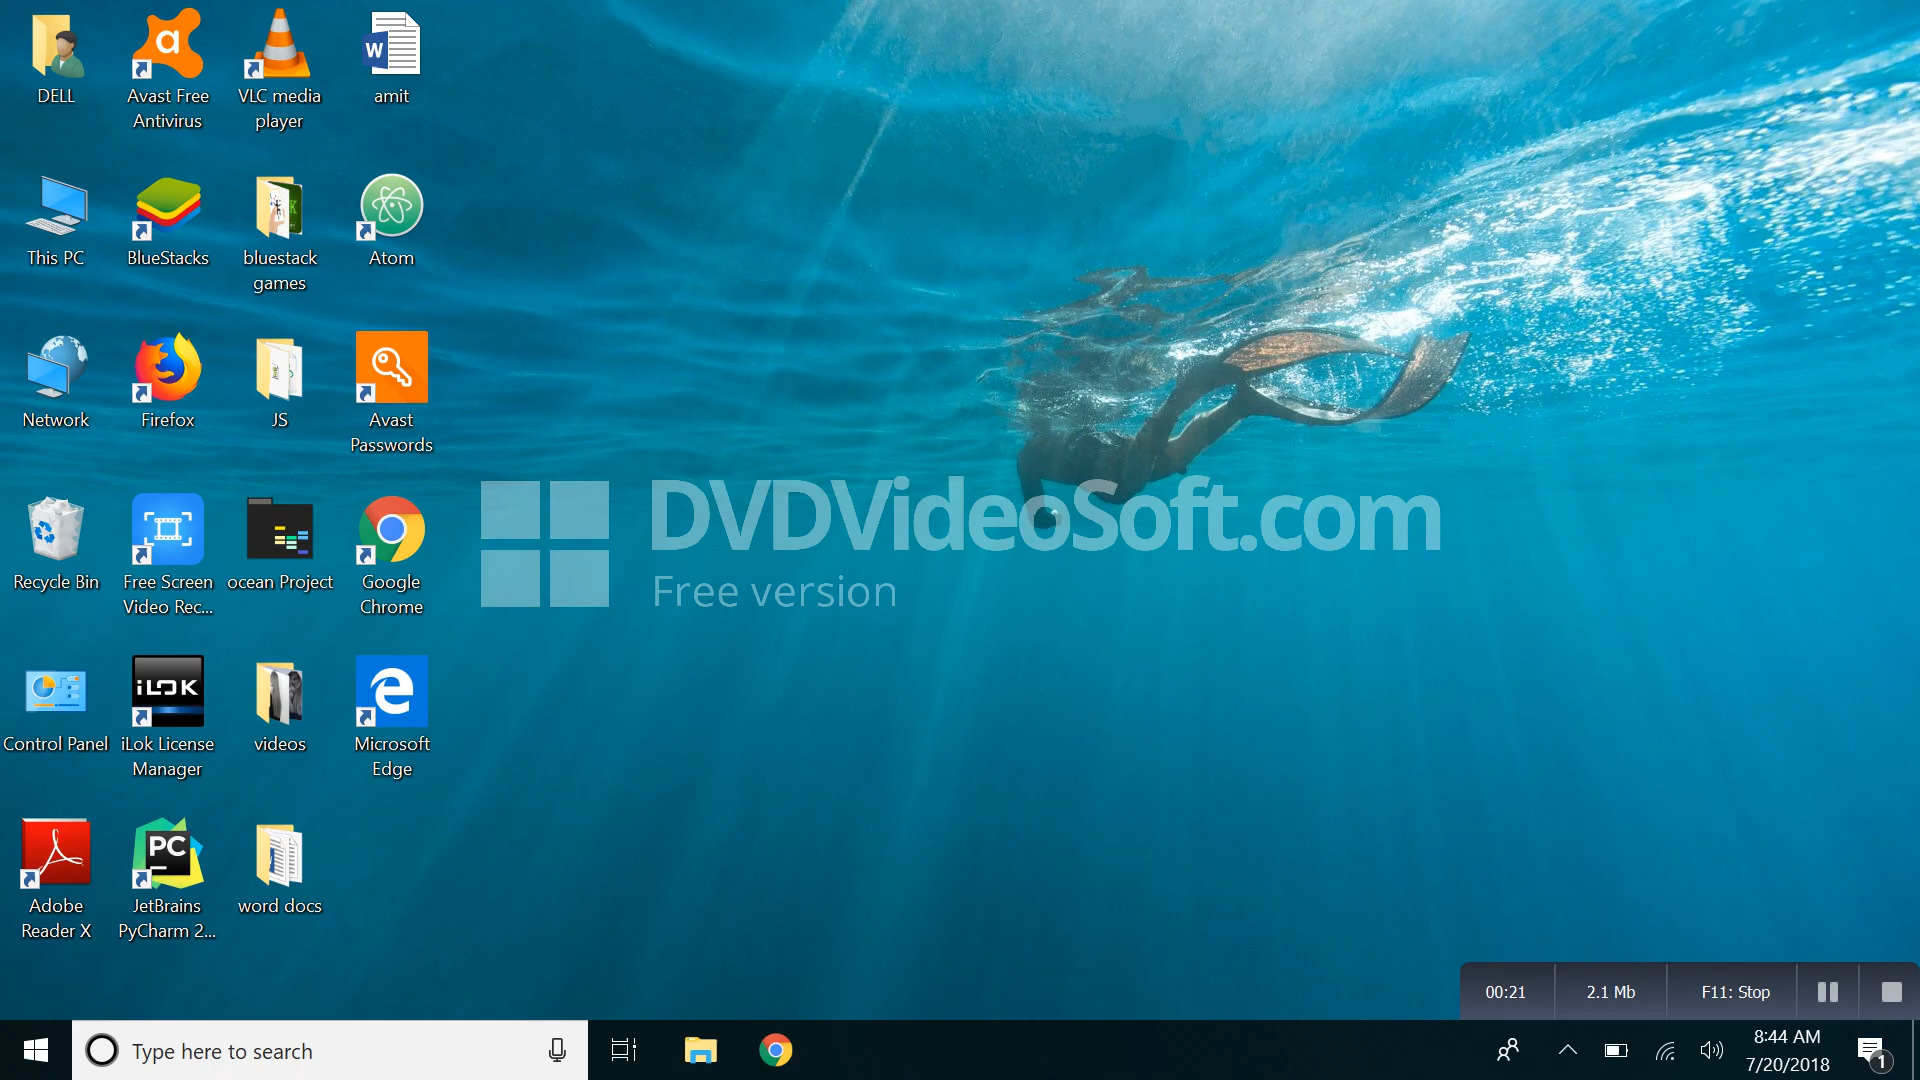 DELL
Avast Free
Antivirus
VLC media
player
amit
This PC
BlueStacks
bluestack
games
Atom
Network
Firefox
JS
Avast
Passwords
Recycle Bin
Free Screen
Video Rec...
ocean Project
Google
Chrome
DVDVideoSoft.com
Free version
iLOK
Control Panel
iLok License
Manager
videos
Microsoft
Edge
PC
Adobe
Reader X
JetBrains
PyCharm 2...
word docs
00:21
2.1 Mb
F11: Stop
Type here to search
8:44 AM
7/20/2018
1